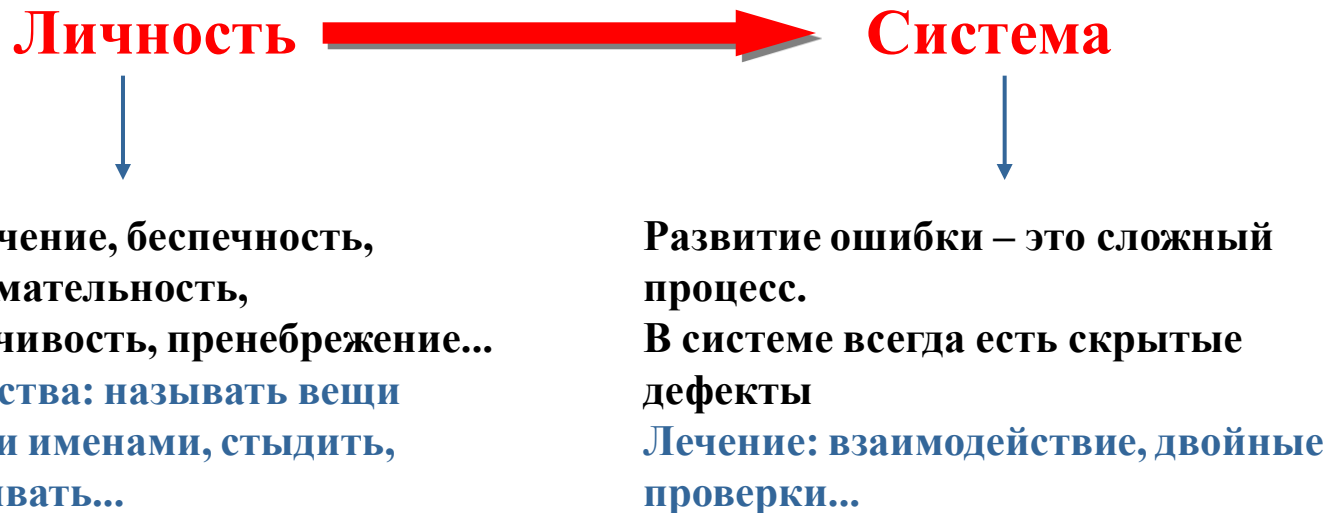 Личность Система
чение, беспечность,
мательность,
чивость, пренебрежение...
ства: называть вещи
и именами, стыдить,
ывать...
Развитие ошибки – это сложный
процесс.
В системе всегда есть скрытые
дефекты
Лечение: взаимодействие, двойные
проверки...